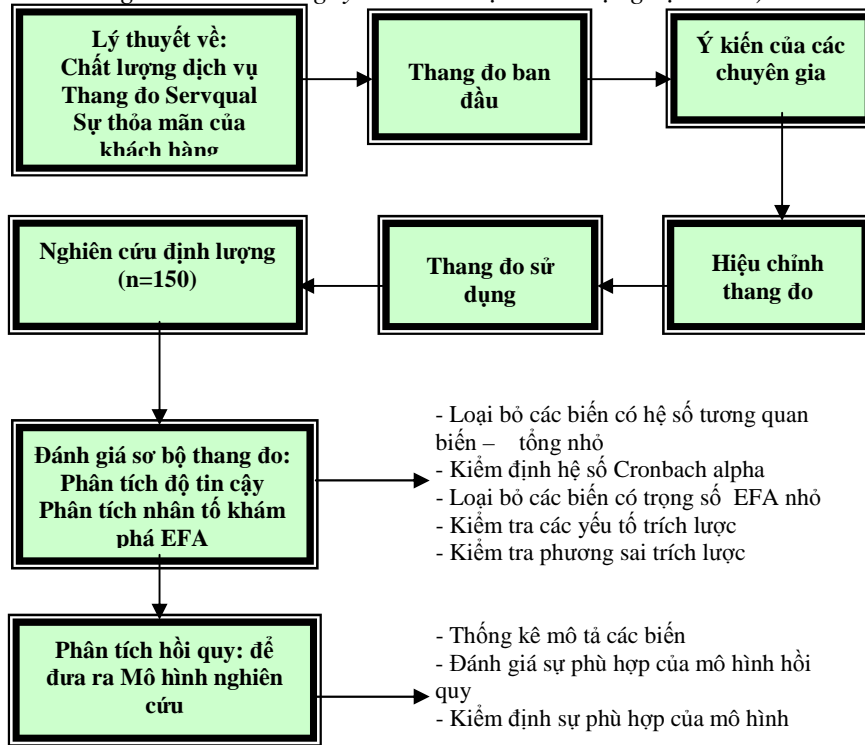 Lý thuyết về:
Chất lượng dịch vụ
Thang đo Servqual
Sự thỏa mãn của
khách hàng
Thang đo ban
đầu
Ý kiến của các
chuyên gia
Nghiên cứu định lượng
(n=150)
Thang đo sử
dụng
Hiệu chỉnh
thang đo
Đánh giá sơ bộ thang đo:
Phân tích độ tin cậy
Phân tích nhân tố khám
phá EFA
- Loại bỏ các biến có hệ số tương quan
biến – tổng nhỏ
- Kiểm định hệ số Cronbach alpha
- Loại bỏ các biến có trọng số EFA nhỏ
- Kiểm tra các yếu tố trích lược
- Kiểm tra phương sai trích lược
Phân tích hồi quy: để
đưa ra Mô hình nghiên
cứu
- Thống kê mô tả các biến
- Đánh giá sự phù hợp của mô hình hồi
quy
- Kiểm định sự phù hợp của mô hình